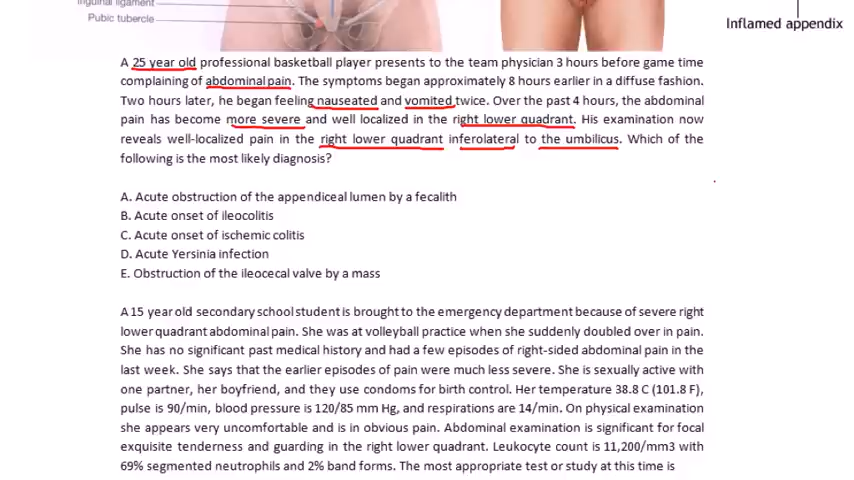 Inguinal ligament
Pubic tubercle
Inflamed appendix
A 25 year old professional basketball player presents to the team physician 3 hours before game time
complaining of abdominal pain. The symptoms began approximately 8 hours earlier in a diffuse fashion.
Two hours later, he began feeling nauseated and vomited twice. Over the past 4 hours, the abdominal
pain has become more severe and well localized in the right lower quadrant. His examination now
reveals well-localized pain in the right lower quadrant inferolateral to the umbilicus. Which of the
following is the most likely diagnosis?
A. Acute obstruction of the appendiceal lumen by a fecalith
B. Acute onset of ileocolitis
C. Acute onset of ischemic colitis
D. Acute Yersinia infection
E. Obstruction of the ileocecal valve by a mass
A 15 year old secondary school student is brought to the emergency department because of severe right
lower quadrant abdominal pain. She was at volleyball practice when she suddenly doubled over in pain.
She has no significant past medical history and had a few episodes of right-sided abdominal pain in the
last week. She says that the earlier episodes of pain were much less severe. She is sexually active with
one partner, her boyfriend, and they use condoms for birth control. Her temperature 38.8 C (101.8 F),
pulse is 90/min, blood pressure is 120/85 mm Hg, and respirations are 14/min. On physical examination
she appears very uncomfortable and is in obvious pain. Abdominal examination is significant for focal
exquisite tenderness and guarding in the right lower quadrant. Leukocyte count is 11,200/mm3 with
69% segmented neutrophils and 2% band forms. The most appropriate test or study at this time is